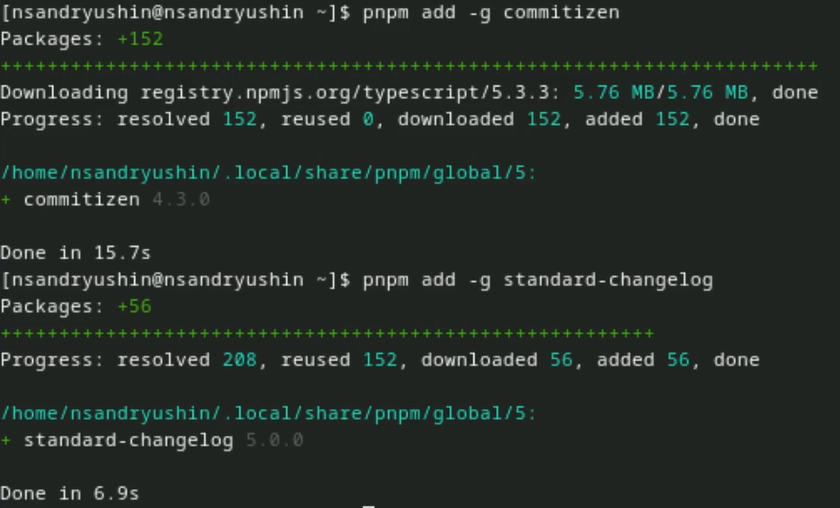 [nsandryushin@nsandryushin ~]$ pnpm add -g commitizen
Packages: +152
++++++++++++++++++++++++++++++++++++++++++++++++++++++++++++++++++++++
Downloading registry.npmjs.org/typescript/5.3.3: 5.76 MB/5.76 MB, done
Progress: resolved 152, reused 0, downloaded 152, added 152, done
/home/nsandryushin/.local/share/pnpm/global/5:
+ commitizen 4.3.0
Done in 15.7s
[nsandryushin@nsandryushin ~]$ pnpm add -g standard-changelog
Packages: +56
++++++++++++++++++++++++++++++++++++++++++++++++++++++++
Progress: resolved 208, reused 152, downloaded 56, added 56, done
/home/nsandryushin/.local/share/pnpm/global/5:
+ standard-changelog 5.0.0
Done in 6.9s